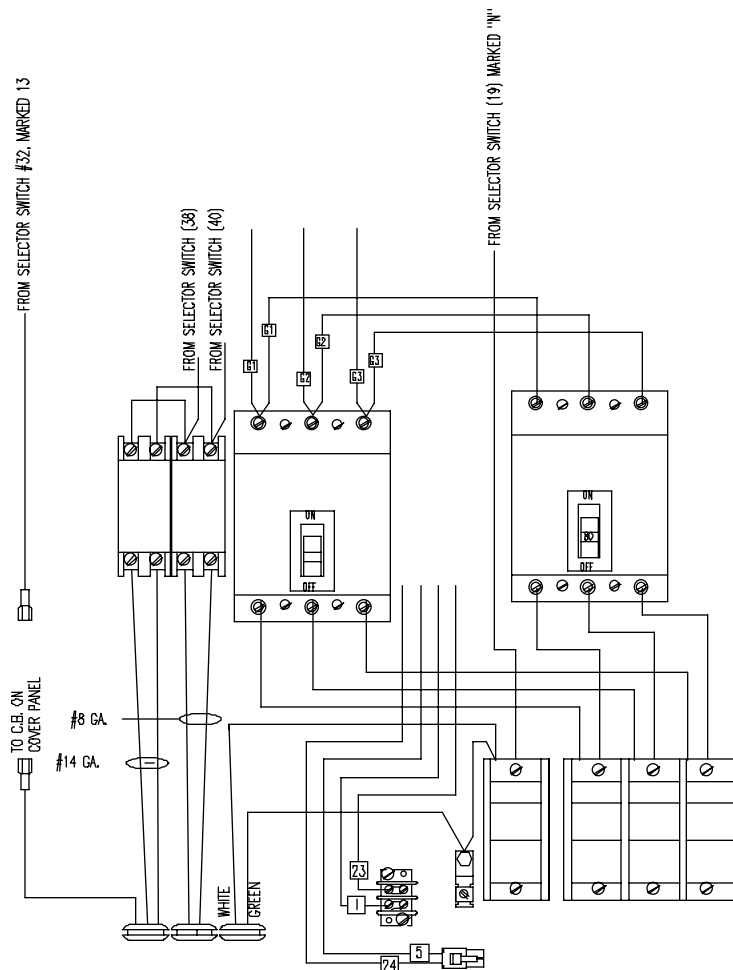 FROM SELECTOR SWITCH #32, MARKED 13
FROM SELECTOR SWITCH (38)
FROM SELECTOR SWITCH (40)
FROM SELECTOR SWITCH (19) MARKED "N"
G1
G1
G2
G2
G3
G3
ON
OFF
ON
80
OFF
TO C.B. ON
COVER PANEL
#8 GA.
#14 GA.
WHITE
GREEN
23
1
5
24